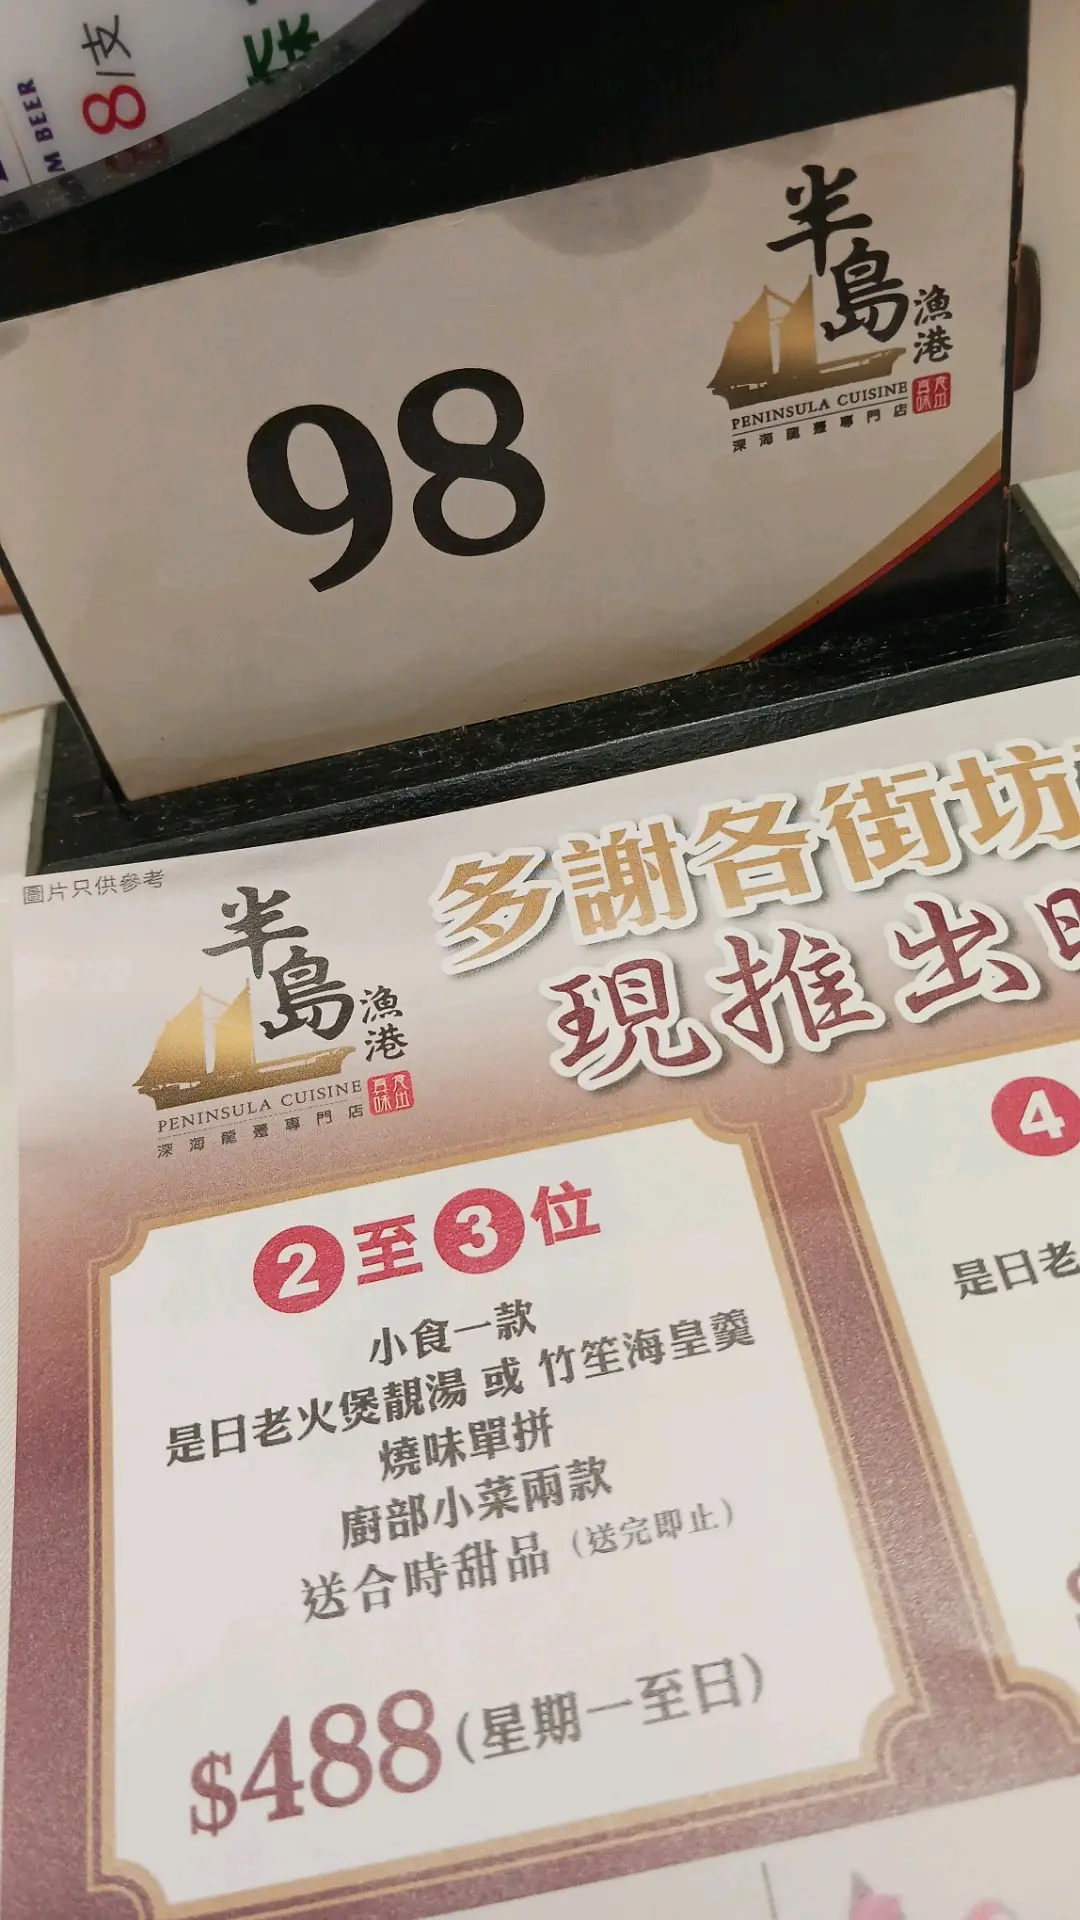 M BEER
8/支
98
半島
漁港
PENINSULA CUISINE
深海龍躉專門店
圖片只供參考
半島
漁港
PENINSULA CUISINE
深海龍躉專門店
多謝各街坊
現推出
2至3位
小食一款
是日老火煲靚湯 或 竹笙海皇羹
燒味單拼
廚部小菜兩款
送合時甜品 (送完即止)
$488 (星期一至日)
4
是日老